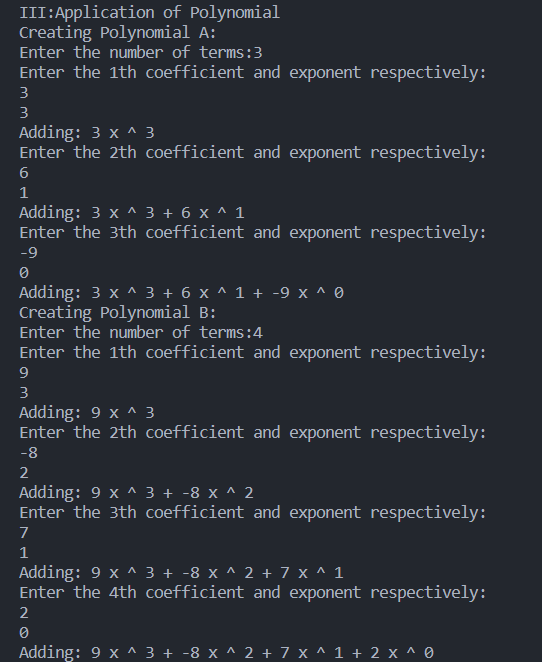 III:Application of Polynomial
Creating Polynomial A:
Enter the number of terms:3
Enter the 1th coefficient and exponent respectively:
3
3
Adding: 3 x ^ 3
Enter the 2th coefficient and exponent respectively:
6
1
Adding: 3 x ^ 3 + 6 x ^ 1
Enter the 3th coefficient and exponent respectively:
-9
0
Adding: 3 x ^ 3 + 6 x ^ 1 + -9 x ^ 0
Creating Polynomial B:
Enter the number of terms:4
Enter the 1th coefficient and exponent respectively:
9
3
Adding: 9 x ^ 3
Enter the 2th coefficient and exponent respectively:
-8
2
Adding: 9 x ^ 3 + -8 x ^ 2
Enter the 3th coefficient and exponent respectively:
7
1
Adding: 9 x ^ 3 + -8 x ^ 2 + 7 x ^ 1
Enter the 4th coefficient and exponent respectively:
2
0
Adding: 9 x ^ 3 + -8 x ^ 2 + 7 x ^ 1 + 2 x ^ 0